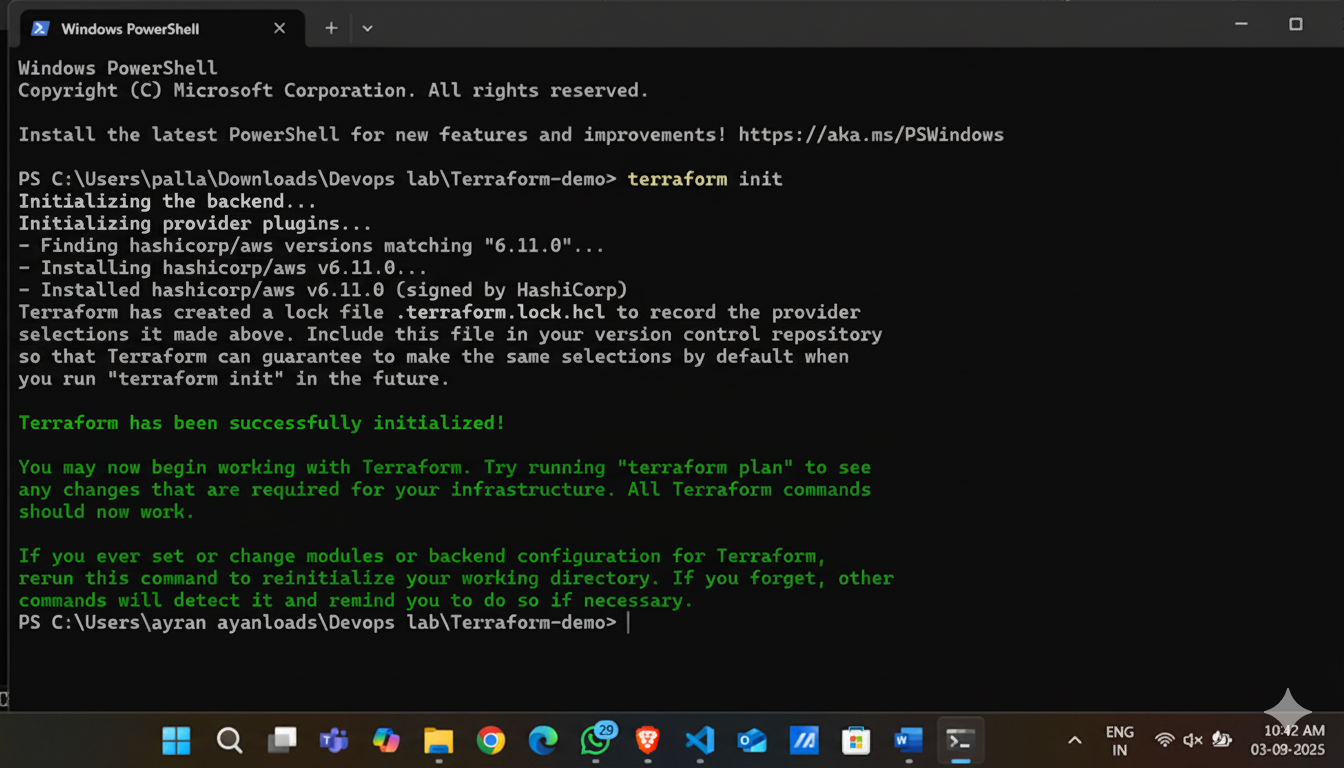 Windows PowerShell
Windows PowerShell
Copyright (C) Microsoft Corporation. All rights reserved.
Install the latest PowerShell for new features and improvements! https://aka.ms/PSWindows
PS C:\Users\palla\Downloads\Devops lab\Terraform-demo> terraform init
Initializing the backend...
Initializing provider plugins...
- Finding hashicorp/aws versions matching "6.11.0"...
- Installing hashicorp/aws v6.11.0...
- Installed hashicorp/aws v6.11.0 (signed by HashiCorp)
Terraform has created a lock file .terraform.lock.hcl to record the provider
selections it made above. Include this file in your version control repository
so that Terraform can guarantee to make the same selections by default when
you run "terraform init" in the future.
Terraform has been successfully initialized!
You may now begin working with Terraform. Try running "terraform plan" to see
any changes that are required for your infrastructure. All Terraform commands
should now work.
If you ever set or change modules or backend configuration for Terraform,
rerun this command to reinitialize your working directory. If you forget, other
commands will detect it and remind you to do so if necessary.
PS C:\Users\ayran ayanloads\Devops lab\Terraform-demo>
29
ENG
IN
10:42 AM
03-09-2025